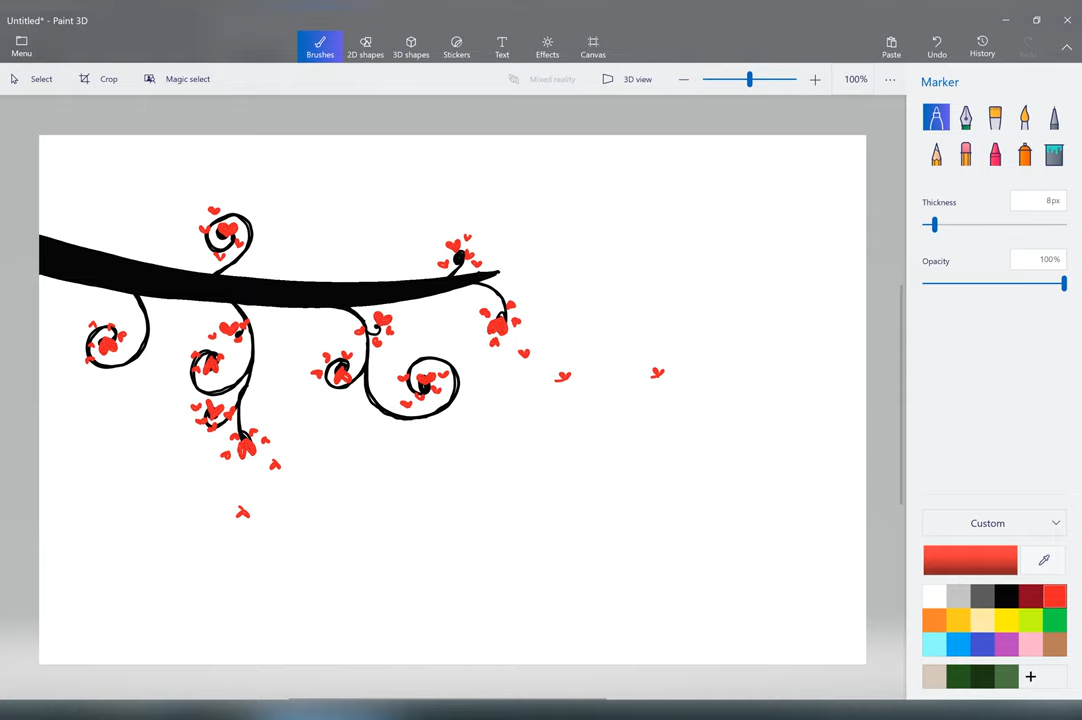 Untitled* - Paint 3D
Menu
Brushes
2D shapes
3D shapes
Stickers
Text
Effects
Canvas
Paste
Undo
History
Redo
Select
Crop
Magic select
Mixed reality
3D view
100%
Marker
Thickness
8px
Opacity
100%
Custom